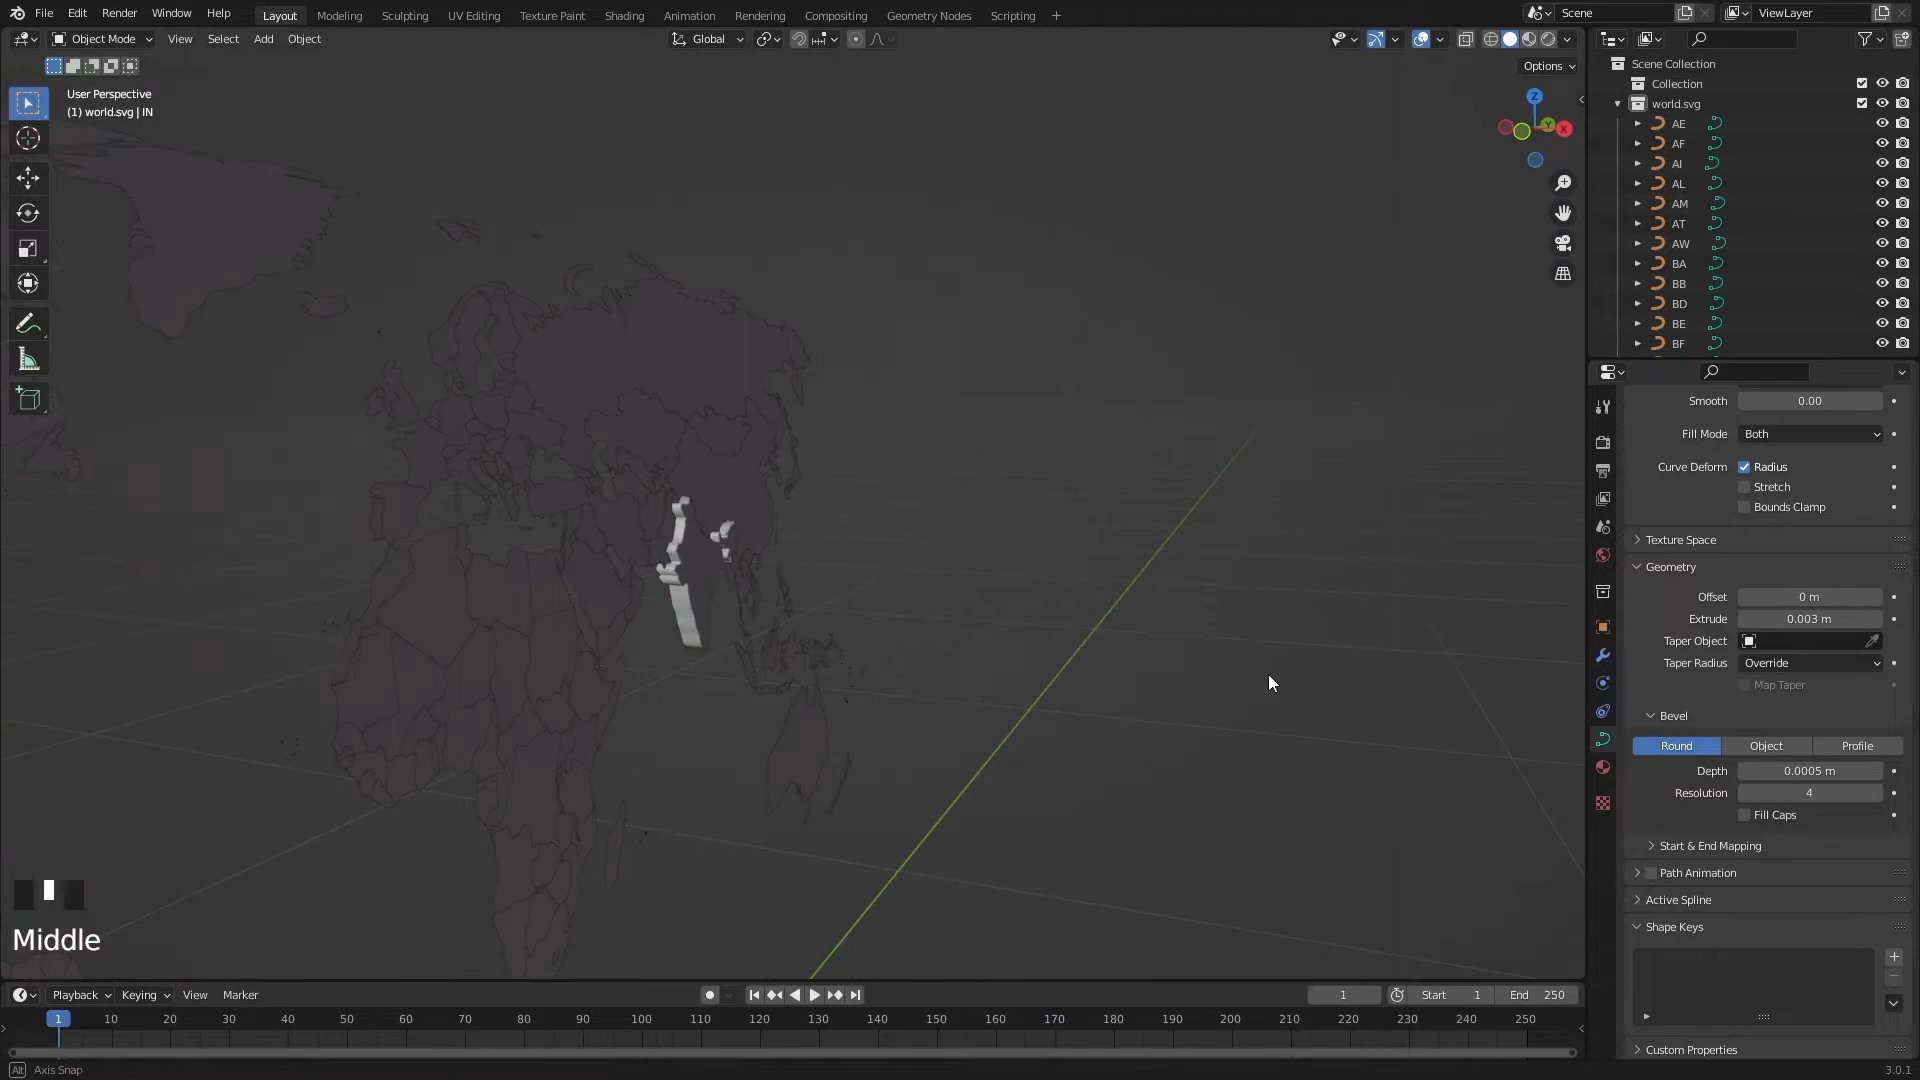 File Edit Render Window Help Layout Modeling Sculpting UV Editing Texture Paint Shading Animation Rendering Compositing Geometry Nodes Scripting + Scene ViewLayer
Object Mode View Select Add Object Global
Options
User Perspective
(1) world.svg | IN
Z
Y
X
Scene Collection
Collection
world.svg
AE
AF
AI
AL
AM
AT
AW
BA
BB
BD
BE
BF
Smooth 0.00
Fill Mode Both
Curve Deform Radius
Stretch
Bounds Clamp
Texture Space
Geometry
Offset 0 m
Extrude 0.003 m
Taper Object
Taper Radius Override
Map Taper
Bevel
Round Object Profile
Depth 0.0005 m
Resolution 4
Fill Caps
Start & End Mapping
Path Animation
Active Spline
Shape Keys
Custom Properties
Middle
Playback Keying View Marker 1 Start 1 End 250
1 10 20 30 40 50 60 70 80 90 100 110 120 130 140 150 160 170 180 190 200 210 220 230 240 250
Alt Axis Snap 3.0.1